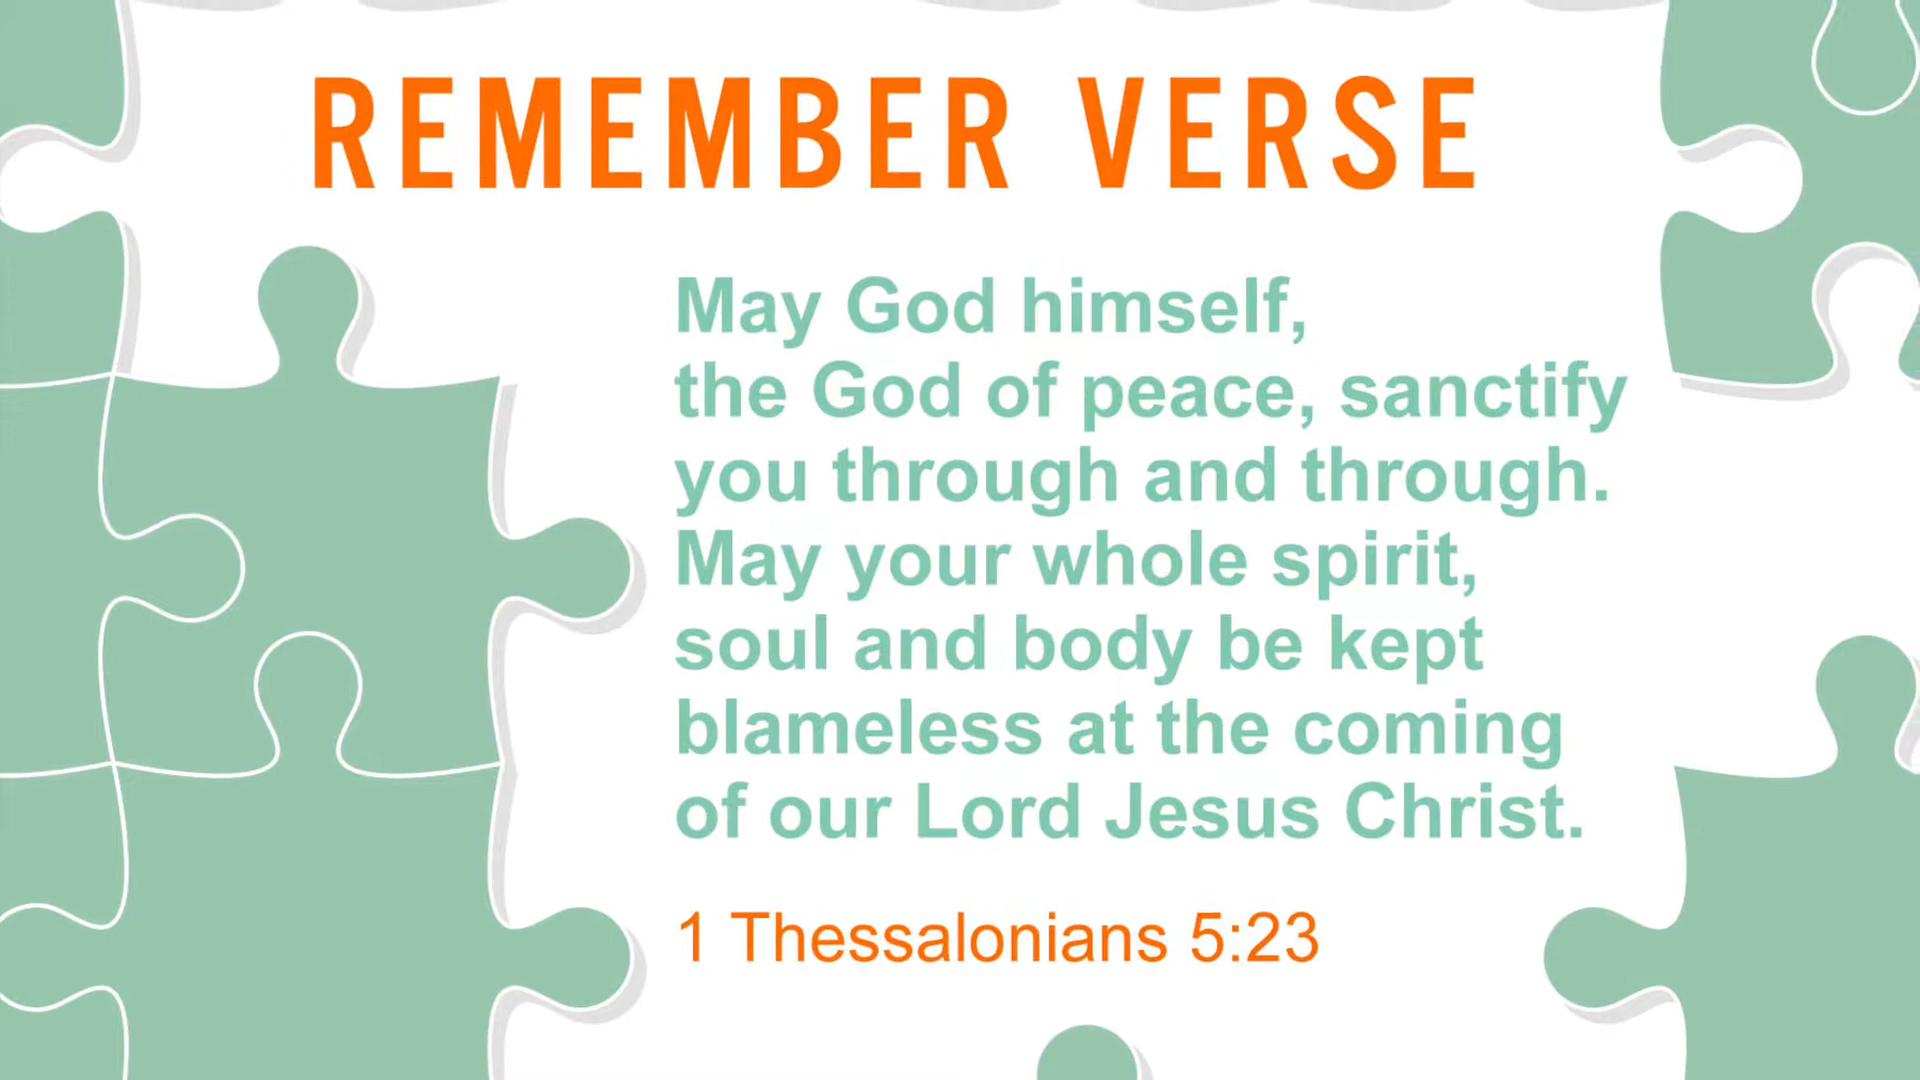 REMEMBER VERSE
May God himself,
the God of peace, sanctify
you through and through.
May your whole spirit,
soul and body be kept
blameless at the coming
of our Lord Jesus Christ.
1 Thessalonians 5:23